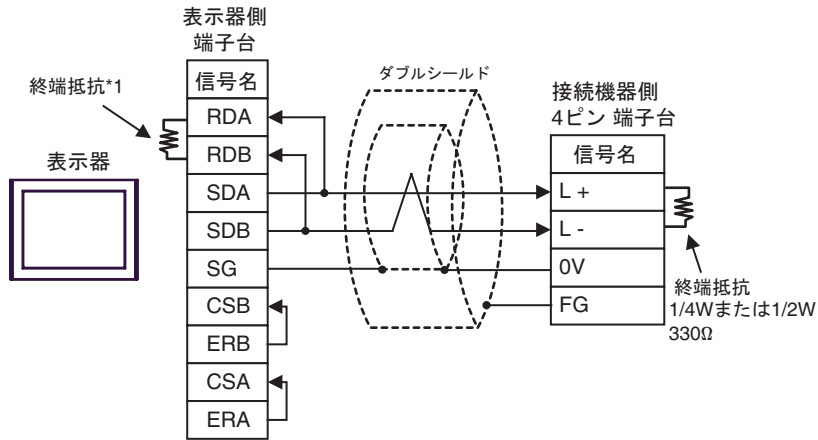 表示器側
端子台
終端抵抗*1
表示器
信号名
RDA
RDB
SDA
SDB
SG
CSB
ERB
CSA
ERA
ダブルシールド
接続機器側
4ピン 端子台
信号名
L +
L -
0V
FG
終端抵抗
1/4Wまたは1/2W
330Ω